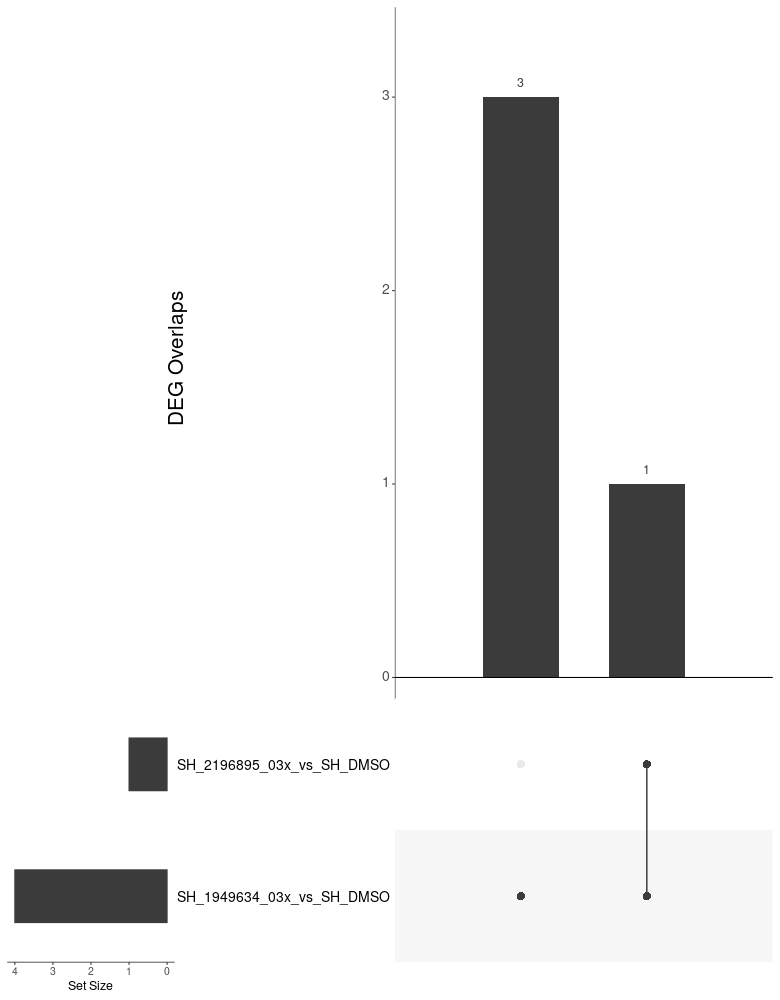 3
3
2
DEG Overlaps
1
1
0
SH_2196895_03x_vs_SH_DMSO
SH_1949634_03x_vs_SH_DMSO
4 3 2 1 0
Set Size